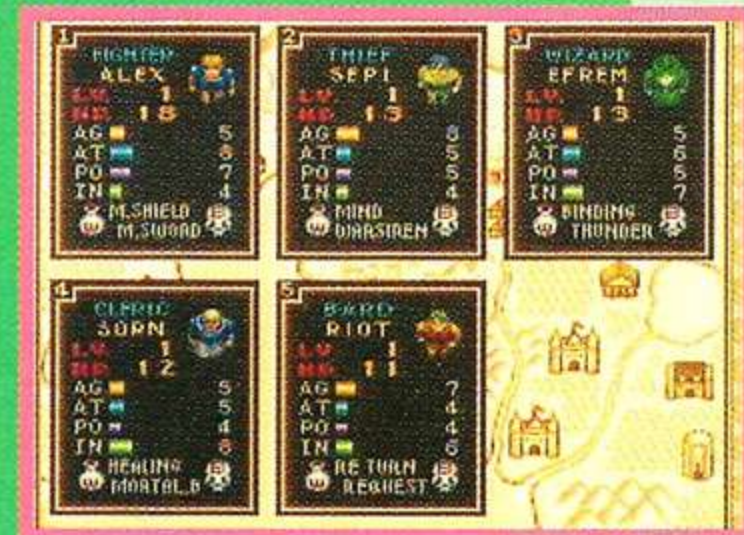 1
FIGHTER
ALEX
LV. 1
HP. 18
AG 5
AT 8
PO 7
IN 4
M.SHIELD
M.SWORD
2
THIEF
SEPI
LV. 1
HP.
AG 8
AT 5
PO 5
IN 4
MIND
WARSIREN
3
WIZARD
EFREM
LV. 1
HP. 13
AG 5
AT 6
PO 5
IN 7
BINDING
THUNDER
4
CLERIC
SORN
LV. 1
HP. 12
AG 5
AT 5
PO 4
IN 8
HEALING
MORTAL.B
5
BARD
RIOT
LV. 1
HP. 11
AG 7
AT 4
PO 4
IN 6
RETURN
REQUEST